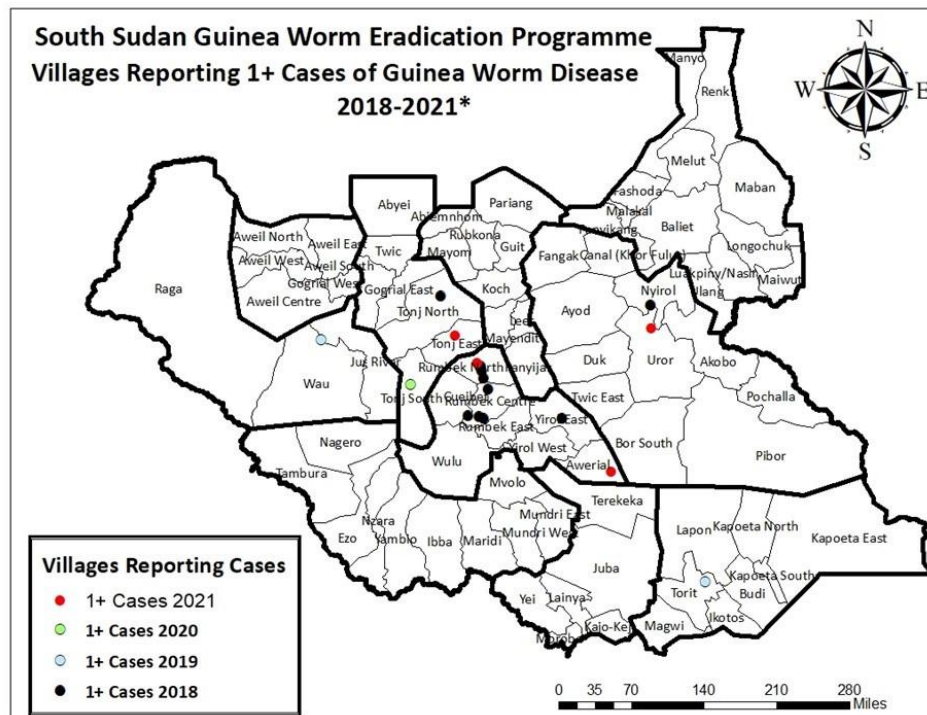 South Sudan Guinea Worm Eradication Programme
Villages Reporting 1+ Cases of Guinea Worm Disease
2018-2021*
N
W E
S
Manyo
Renk
Melut
Maban
Fashoda
Malakal
Baliet
Longochuk
Luakpiny/Nasir
Maiwut
Ulang
Abyei
Pariang
Abiemnhom
Rubkona
Mayom
Guit
Twic
Aweil North
Aweil East
Aweil West
Aweil South
Gogrial West
Aweil Centre
Raga
Gogrial East
Tonj North
Koch
Leer
Mayendit
Fangak
Canal (Khor Fulus)
Nyirol
Ayod
Tonj East
Jur River
Wau
Rumbek North
Tonj South
Cueibet
Rumbek Centre
Rumbek East
Duk
Uror
Akobo
Twic East
Pochalla
Yirol East
Yirol West
Bor South
Pibor
Awerial
Wulu
Nagero
Tambura
Mvolo
Mundri East
Terekeka
Nzara
Yambio
Ezo
Ibba
Maridi
Mundri West
Juba
Lapon
Kapoeta North
Kapoeta East
Kapoeta South
Torit
Budi
Ikotos
Magwi
Yei
Lainya
Kajo-Keji
Villages Reporting Cases
1+ Cases 2021
1+ Cases 2020
1+ Cases 2019
1+ Cases 2018
0 35 70 140 210 280
Miles